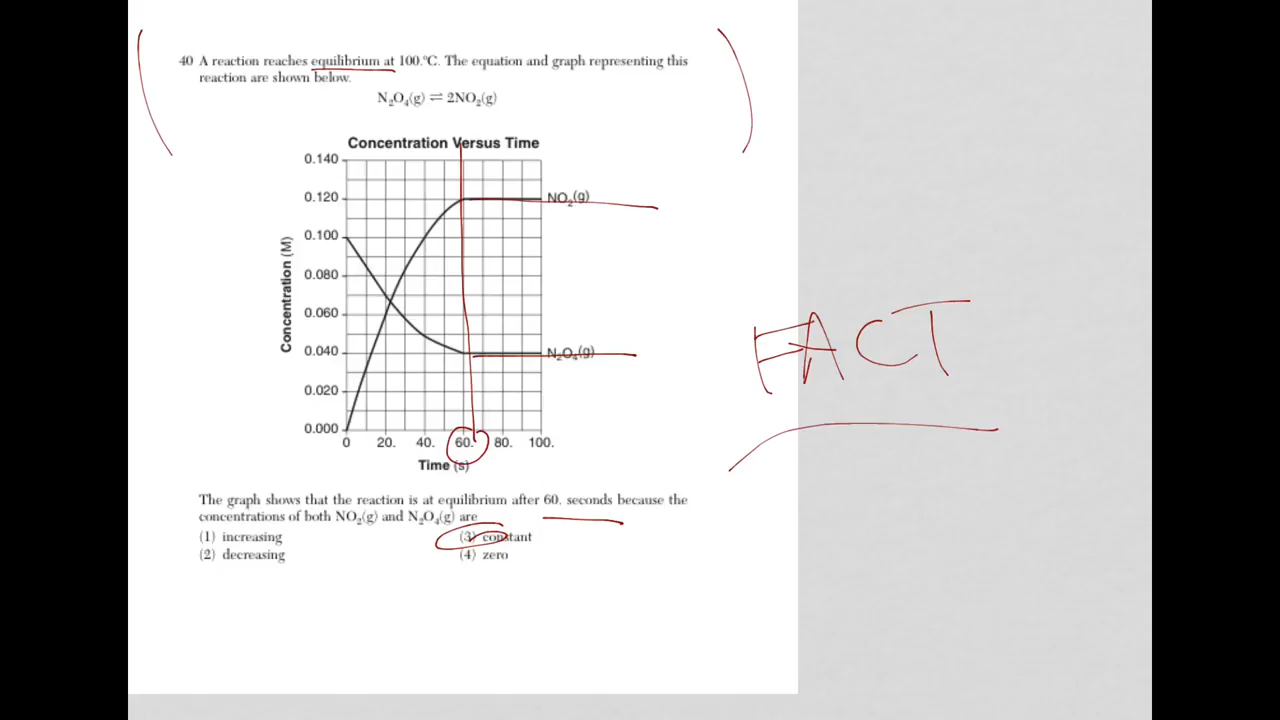 40 A reaction reaches equilibrium at 100.°C. The equation and graph representing this
reaction are shown below.
N₂O₄(g) ⇌ 2NO₂(g)
Concentration Versus Time
0.140
0.120
0.100
0.080
0.060
0.040
0.020
0.000
Concentration (M)
NO₂(g)
N₂O₄(g)
0 20. 40. 60. 80. 100.
Time (s)
FACT
The graph shows that the reaction is at equilibrium after 60. seconds because the
concentrations of both NO₂(g) and N₂O₄(g) are
(1) increasing (3) constant
(2) decreasing (4) zero